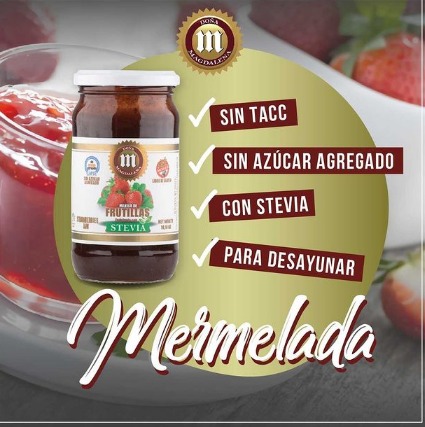 DOÑA
M
MAGDALENA
SIN TACC
SIN AZÚCAR AGREGADO
CON STEVIA
PARA DESAYUNAR
M
FRUTILLAS
STEVIA
Mermelada